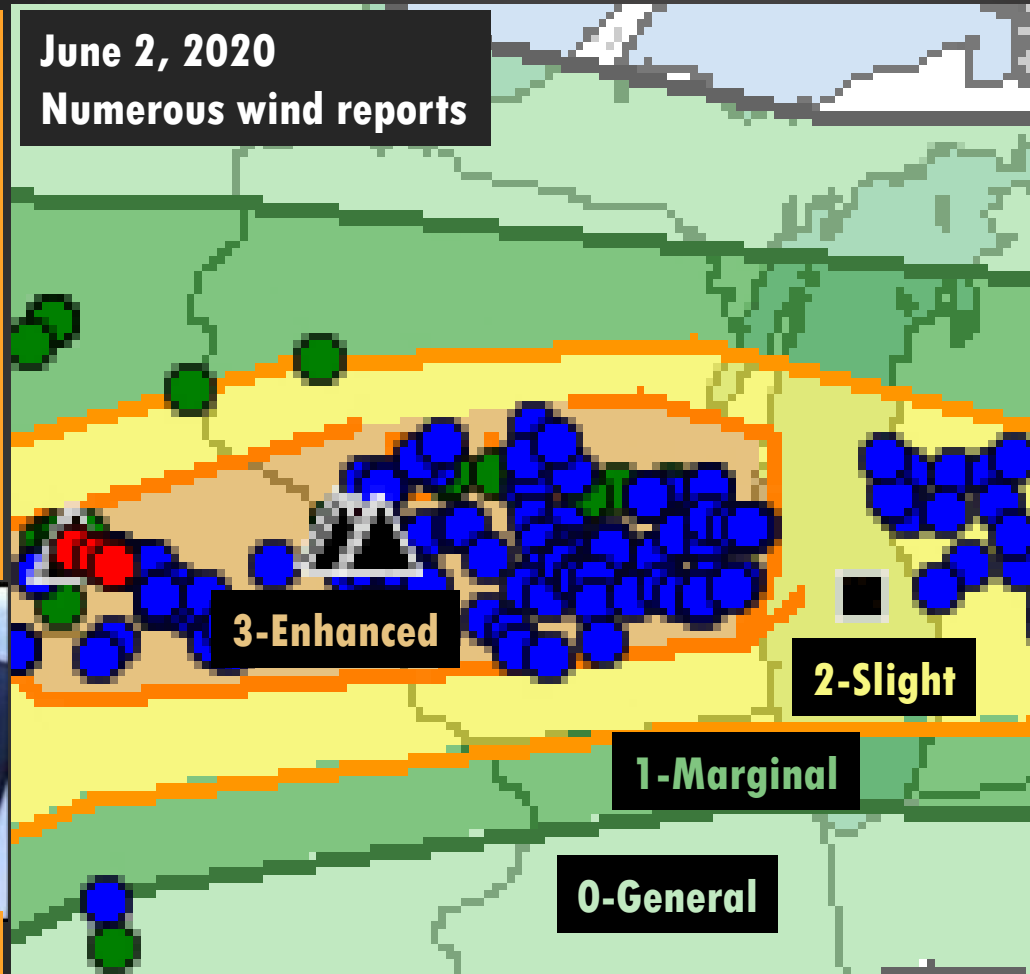 June 2, 2020
Numerous wind reports
3-Enhanced
2-Slight
1-Marginal
0-General